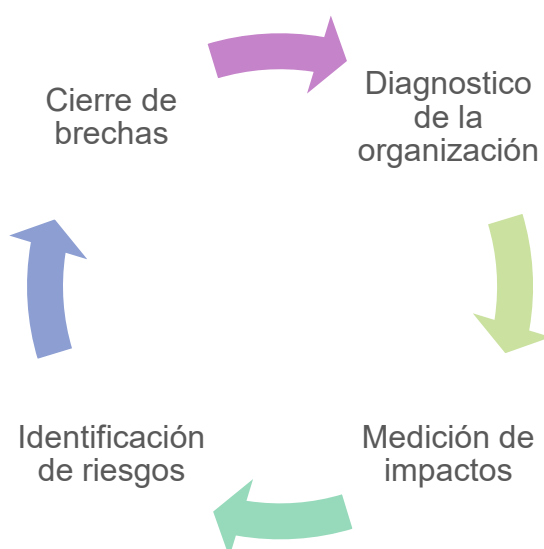 Cierre de
brechas
Diagnostico
de la
organización
Identificación
de riesgos
Medición de
impactos